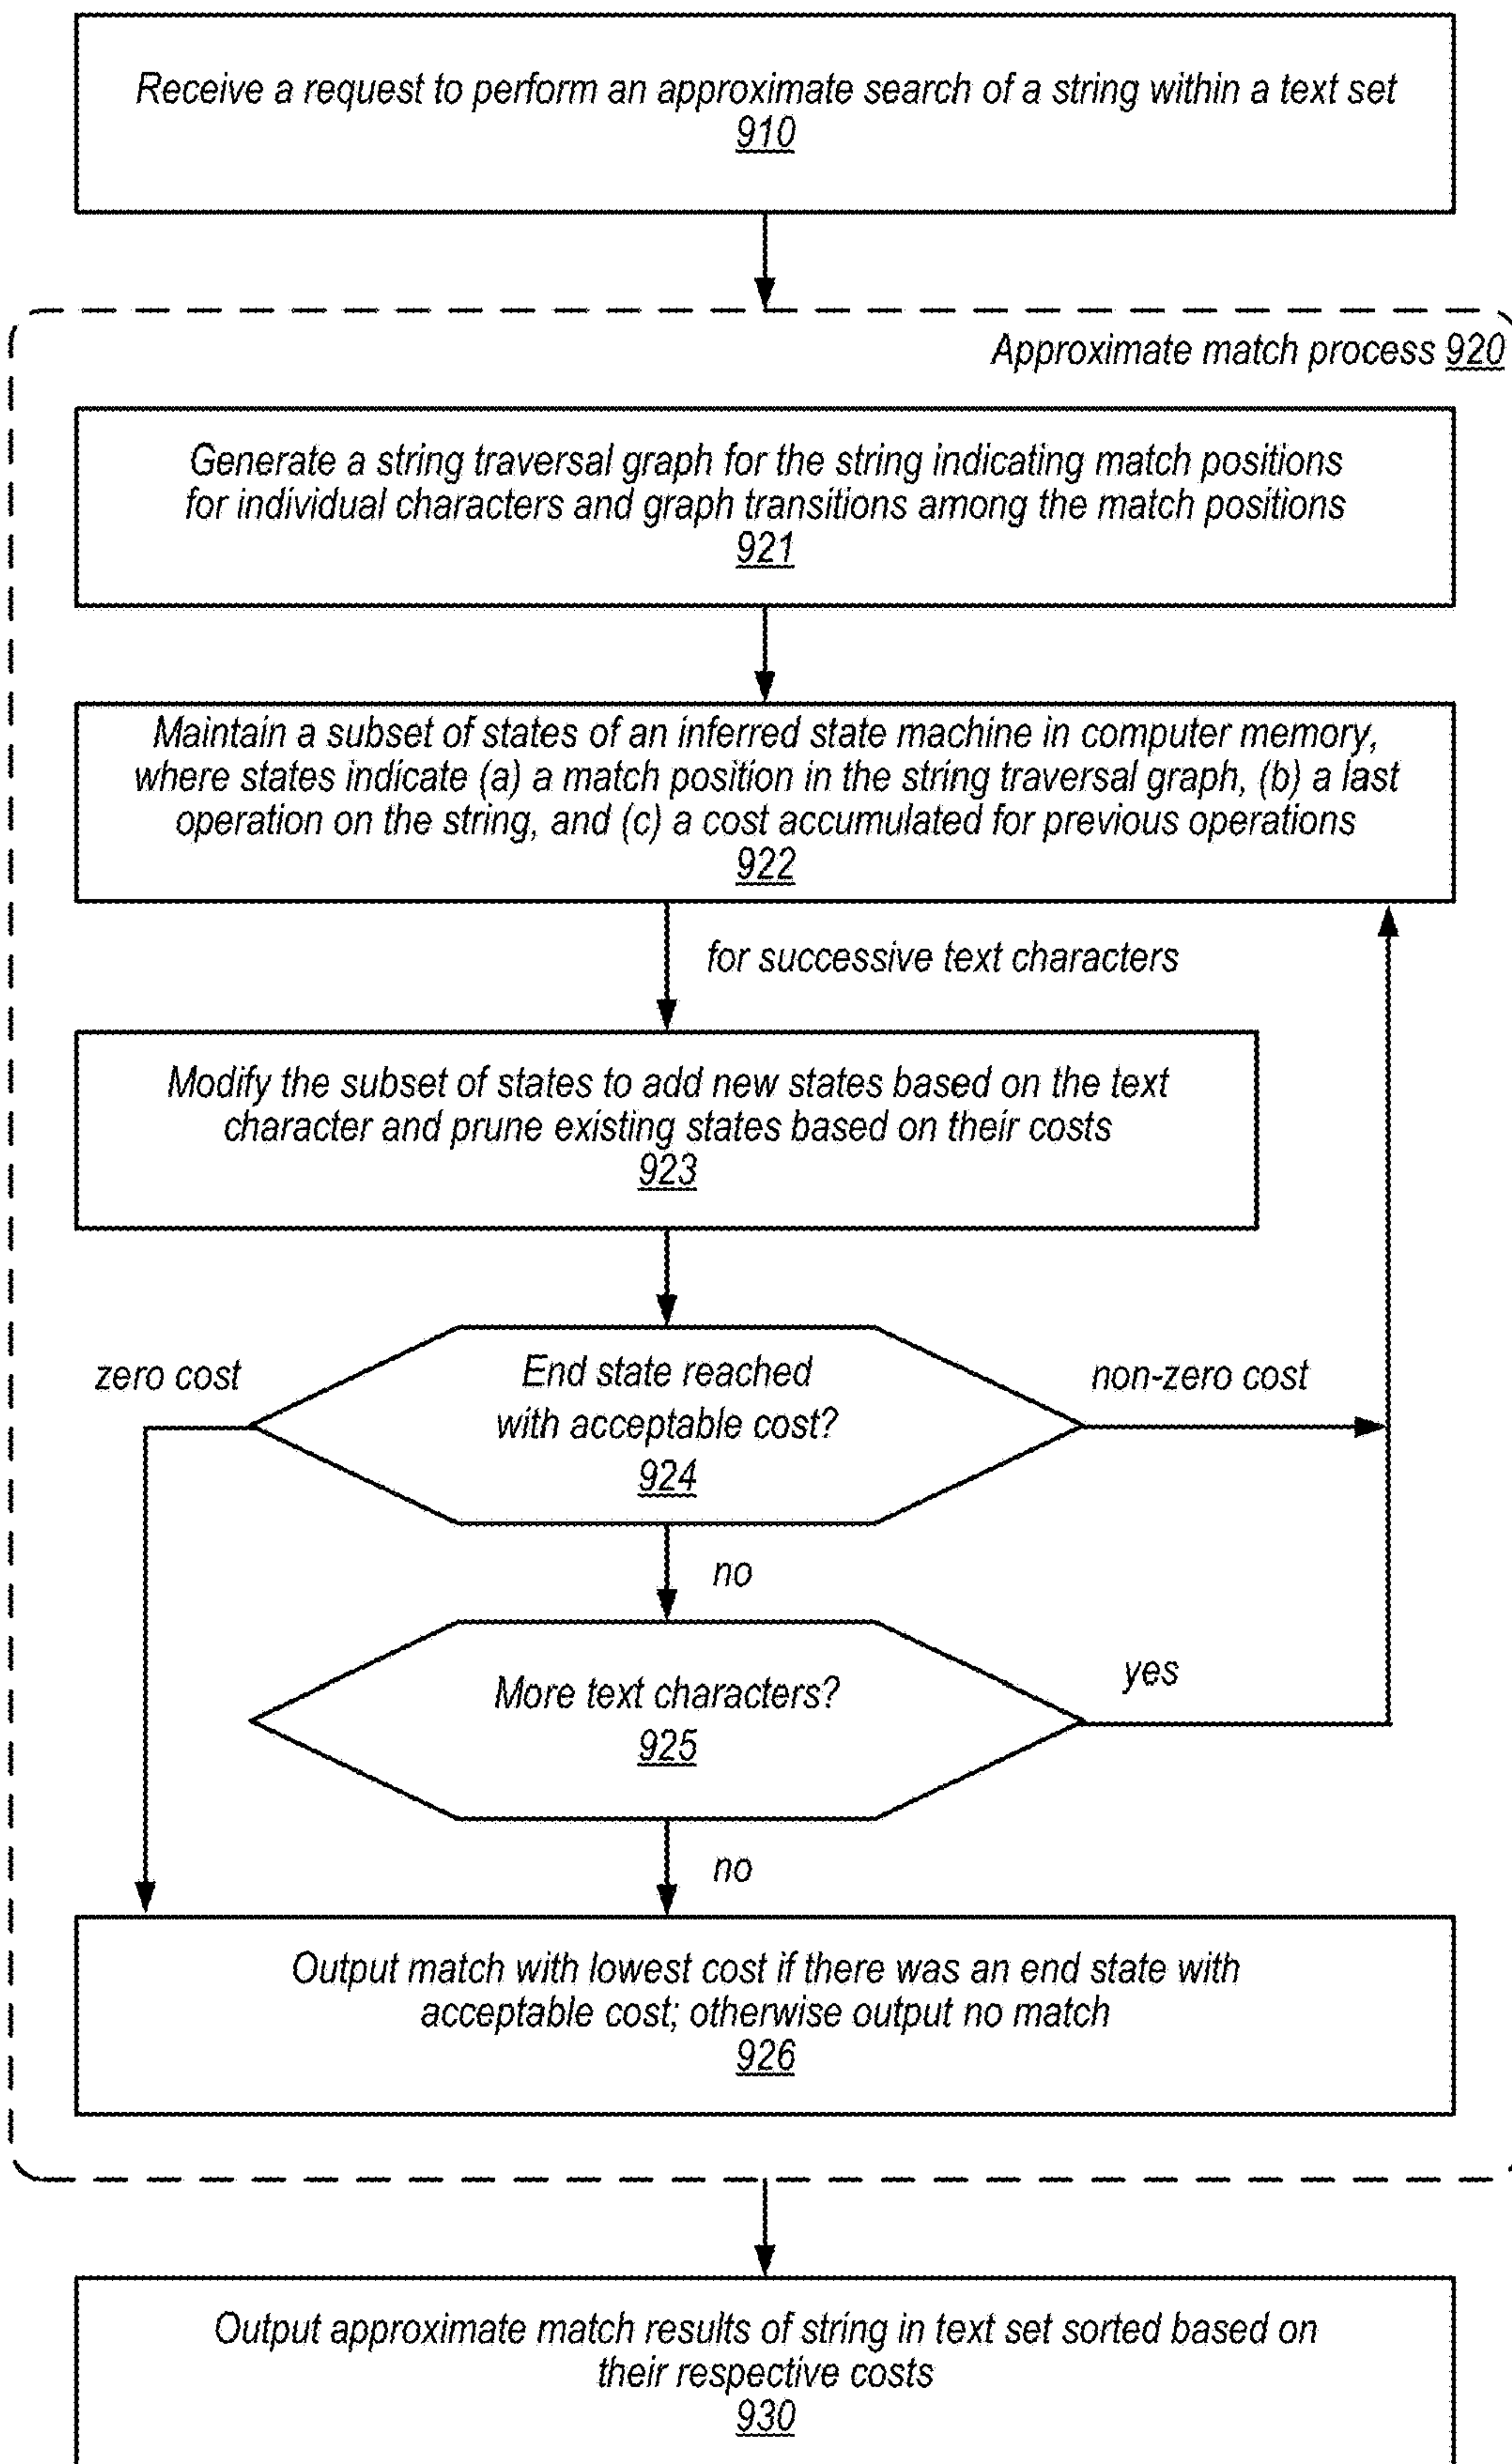 Receive a request to perform an approximate search of a string within a text set
910
Approximate match process 920
Generate a string traversal graph for the string indicating match positions
for individual characters and graph transitions among the match positions
921
Maintain a subset of states of an inferred state machine in computer memory,
where states indicate (a) a match position in the string traversal graph, (b) a last
operation on the string, and (c) a cost accumulated for previous operations
922
for successive text characters
Modify the subset of states to add new states based on the text
character and prune existing states based on their costs
923
zero cost
End state reached
with acceptable cost?
924
non-zero cost
no
More text characters?
925
yes
no
Output match with lowest cost if there was an end state with
acceptable cost; otherwise output no match
926
Output approximate match results of string in text set sorted based on
their respective costs
930